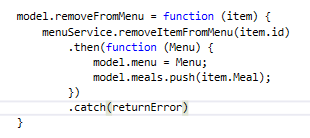 model.removeFromMenu = function (item) {
    menuService.removeItemFromMenu(item.id)
        .then(function (Menu) {
            model.menu = Menu;
            model.meals.push(item.Meal);
        })
        .catch(returnError)
}